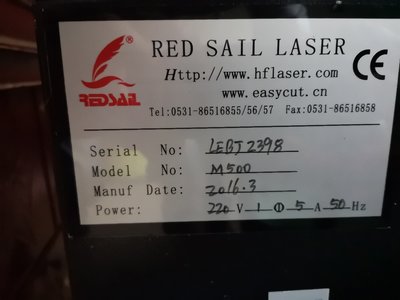 RED SAIL LASER
Http://www.hflaser.com
www.easycut.cn
REDSAIL
Tel:0531-86516855/56/57 Fax:0531-86516858
CE
Serial No: LEBJ2398
Model No: M500
Manuf Date: 2016.3
Power: 220 V 1 Φ 5 A 50 Hz